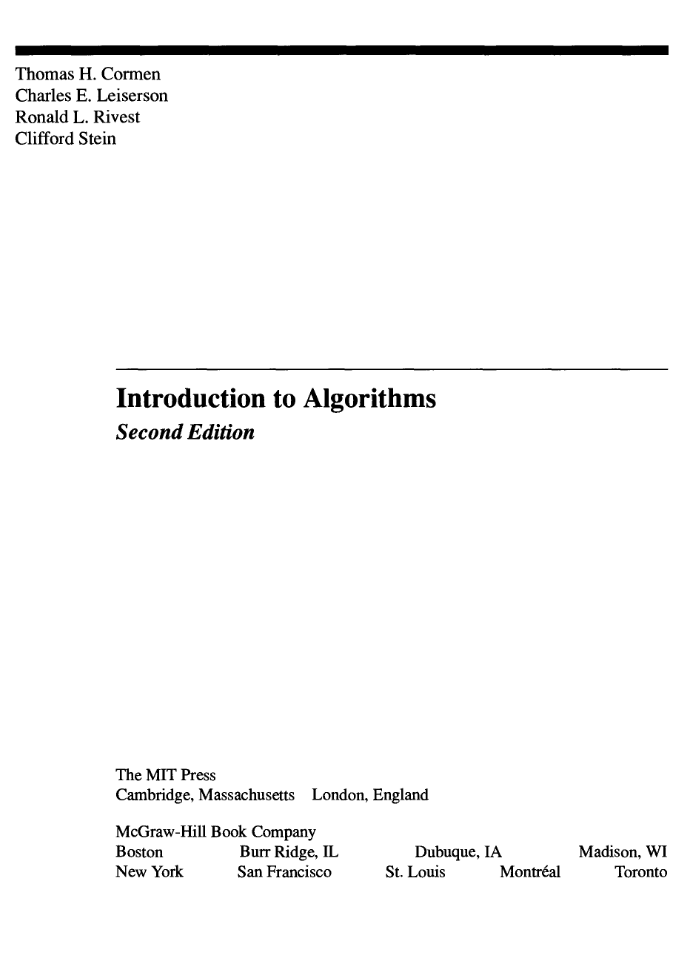 Thomas H. Cormen
Charles E. Leiserson
Ronald L. Rivest
Clifford Stein
Introduction to Algorithms
Second Edition
The MIT Press
Cambridge, Massachusetts London, England
McGraw-Hill Book Company
Boston Burr Ridge, IL Dubuque, IA Madison, WI
New York San Francisco St. Louis Montréal Toronto